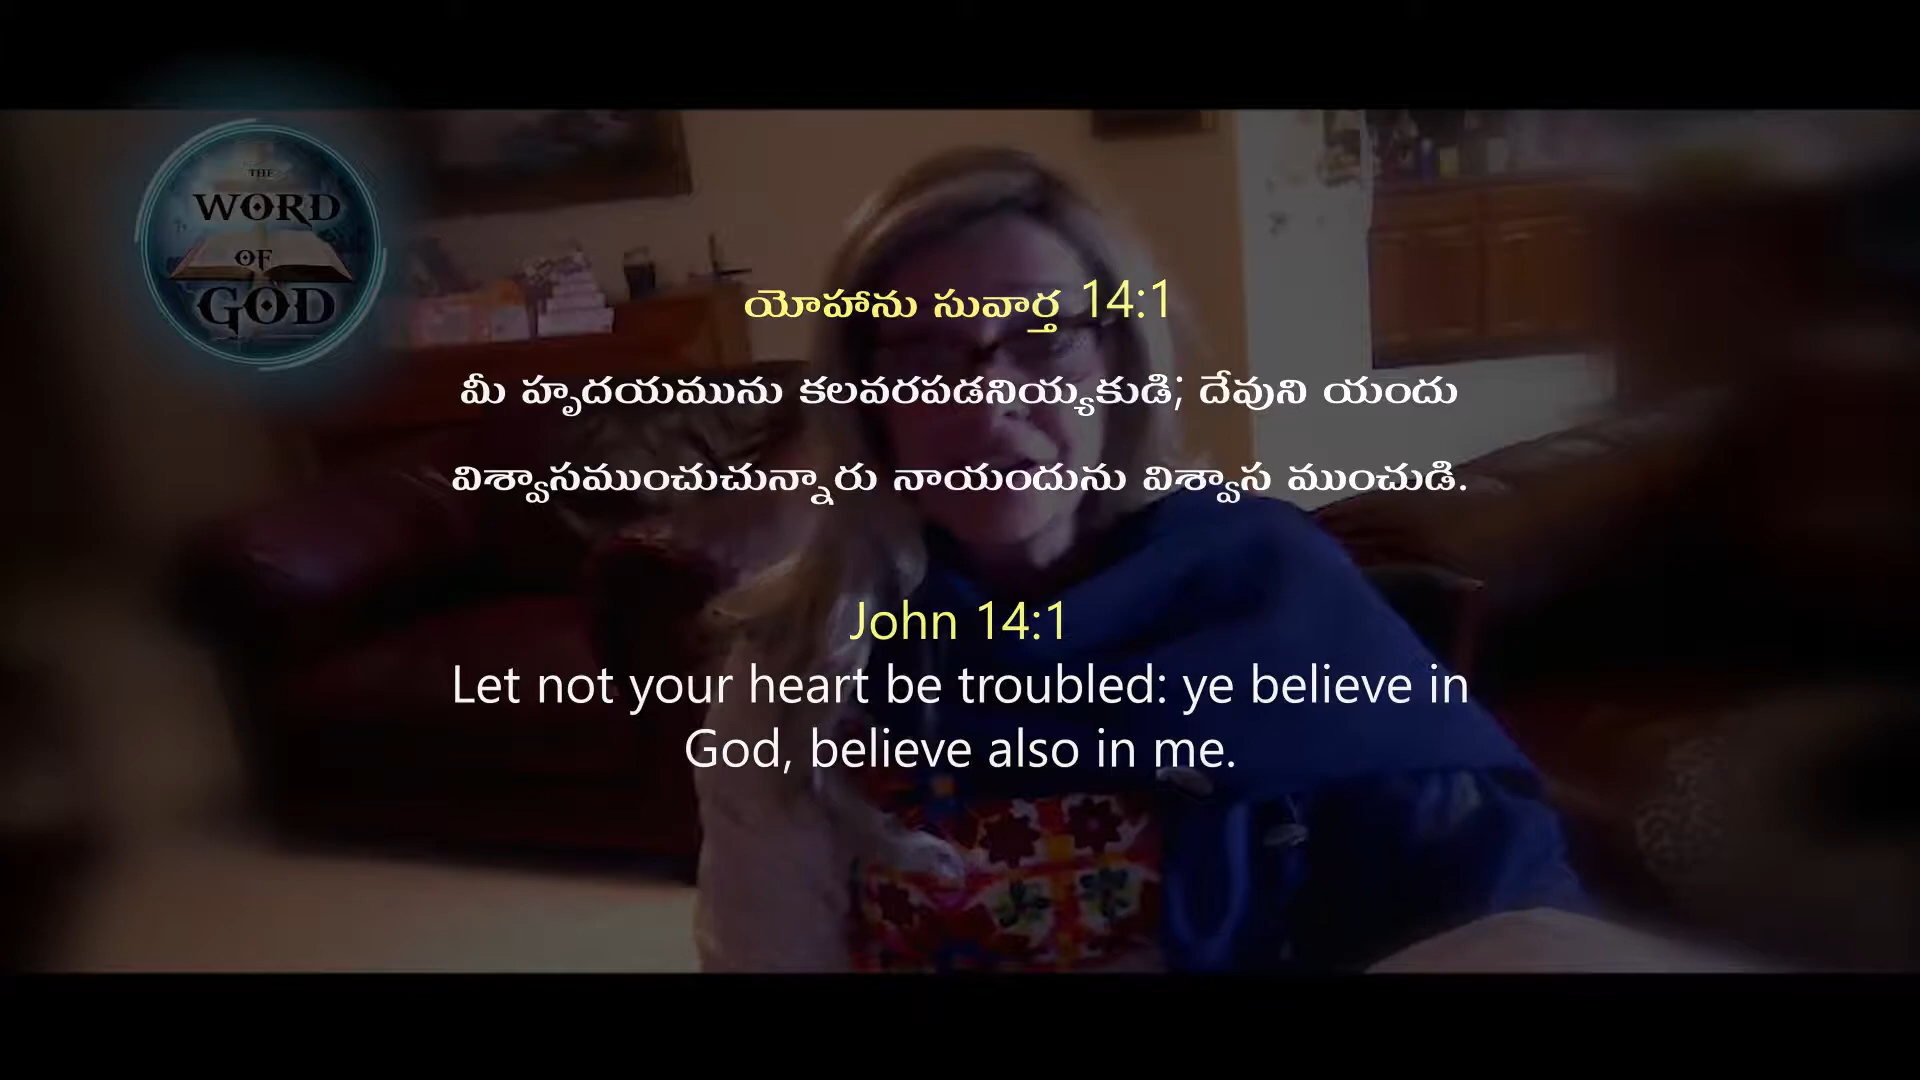 THE
WORD
OF
GOD
యోహాను సువార్త 14:1
మీ హృదయమును కలవరపడనియ్యకుడి; దేవుని యందు
విశ్వాసముంచుచున్నారు నాయందును విశ్వాస ముంచుడి.
John 14:1
Let not your heart be troubled: ye believe in
God, believe also in me.